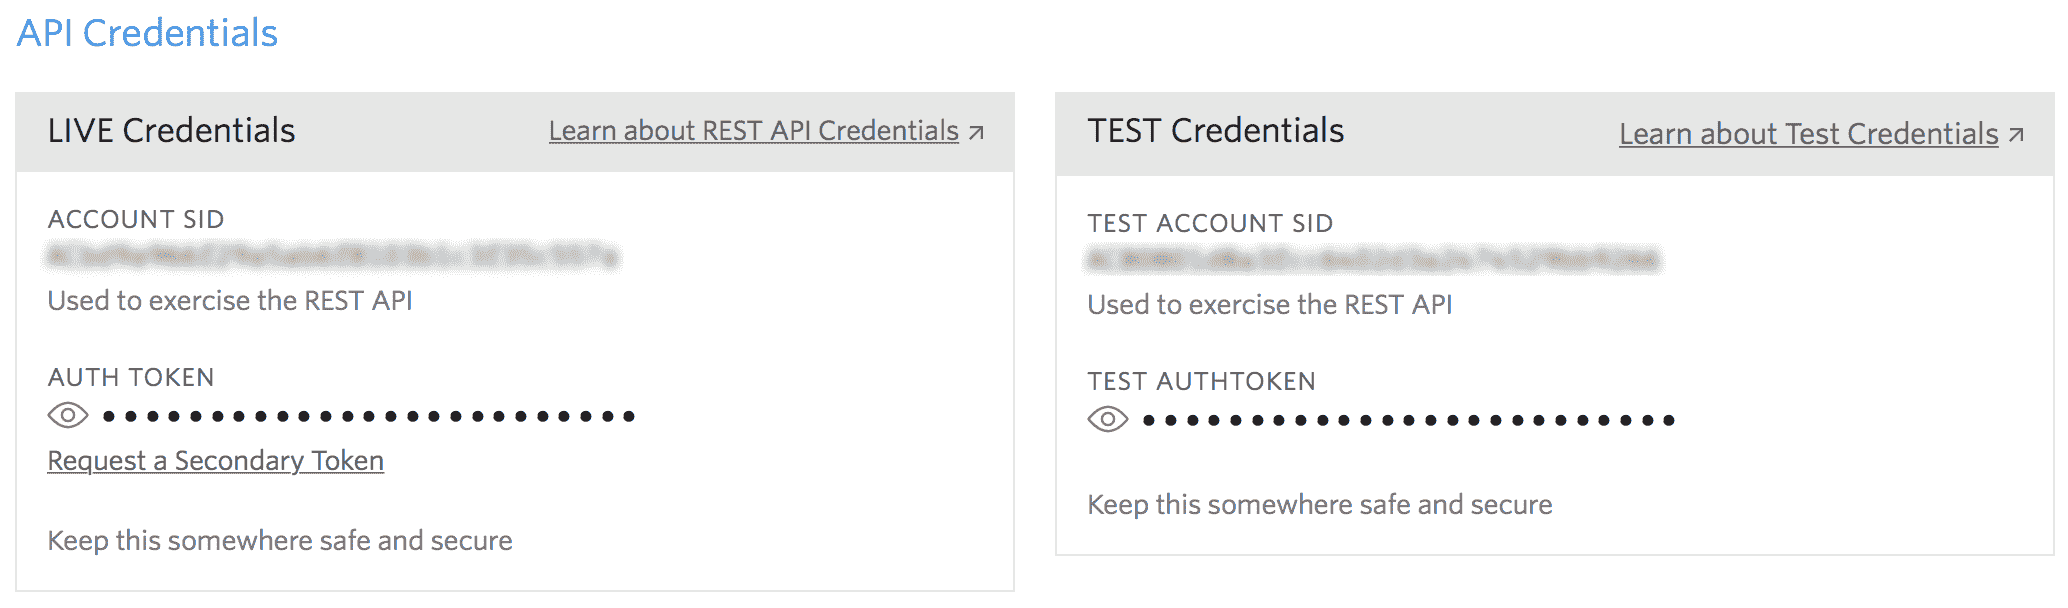 API Credentials
LIVE Credentials
Learn about REST API Credentials
ACCOUNT SID
Used to exercise the REST API
AUTH TOKEN
Request a Secondary Token
Keep this somewhere safe and secure
TEST Credentials
Learn about Test Credentials
TEST ACCOUNT SID
Used to exercise the REST API
TEST AUTHTOKEN
Keep this somewhere safe and secure